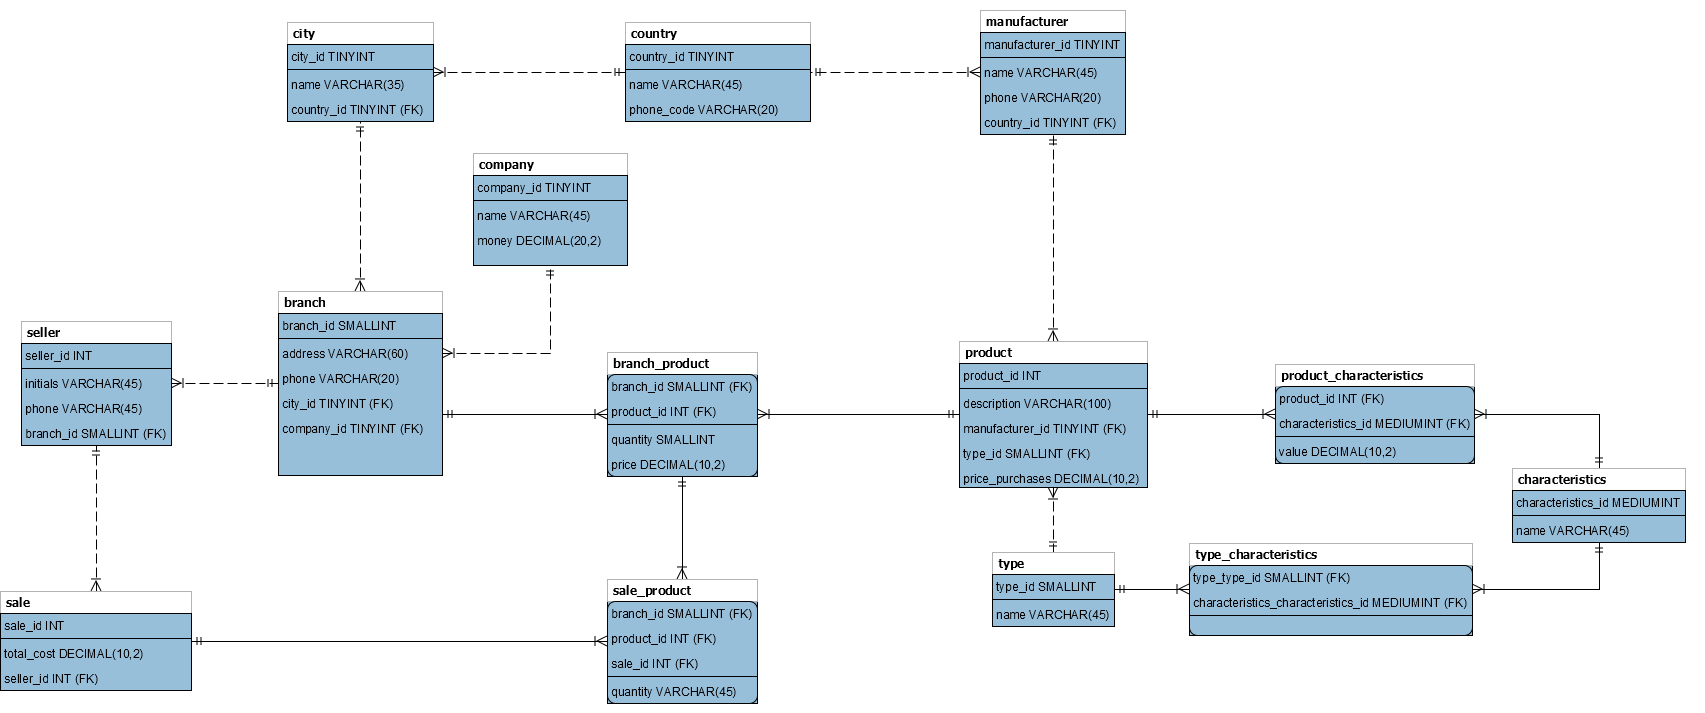 city
city_id TINYINT
name VARCHAR(35)
country_id TINYINT (FK)
country
country_id TINYINT
name VARCHAR(45)
phone_code VARCHAR(20)
manufacturer
manufacturer_id TINYINT
name VARCHAR(45)
phone VARCHAR(20)
country_id TINYINT (FK)
company
company_id TINYINT
name VARCHAR(45)
money DECIMAL(20,2)
branch
branch_id SMALLINT
address VARCHAR(60)
phone VARCHAR(20)
city_id TINYINT (FK)
company_id TINYINT (FK)
seller
seller_id INT
initials VARCHAR(45)
phone VARCHAR(45)
branch_id SMALLINT (FK)
branch_product
branch_id SMALLINT (FK)
product_id INT (FK)
quantity SMALLINT
price DECIMAL(10,2)
product
product_id INT
description VARCHAR(100)
manufacturer_id TINYINT (FK)
type_id SMALLINT (FK)
price_purchases DECIMAL(10,2)
product_characteristics
product_id INT (FK)
characteristics_id MEDIUMINT (FK)
value DECIMAL(10,2)
characteristics
characteristics_id MEDIUMINT
name VARCHAR(45)
type
type_id SMALLINT
name VARCHAR(45)
type_characteristics
type_type_id SMALLINT (FK)
characteristics_characteristics_id MEDIUMINT (FK)
sale
sale_id INT
total_cost DECIMAL(10,2)
seller_id INT (FK)
sale_product
branch_id SMALLINT (FK)
product_id INT (FK)
sale_id INT (FK)
quantity VARCHAR(45)